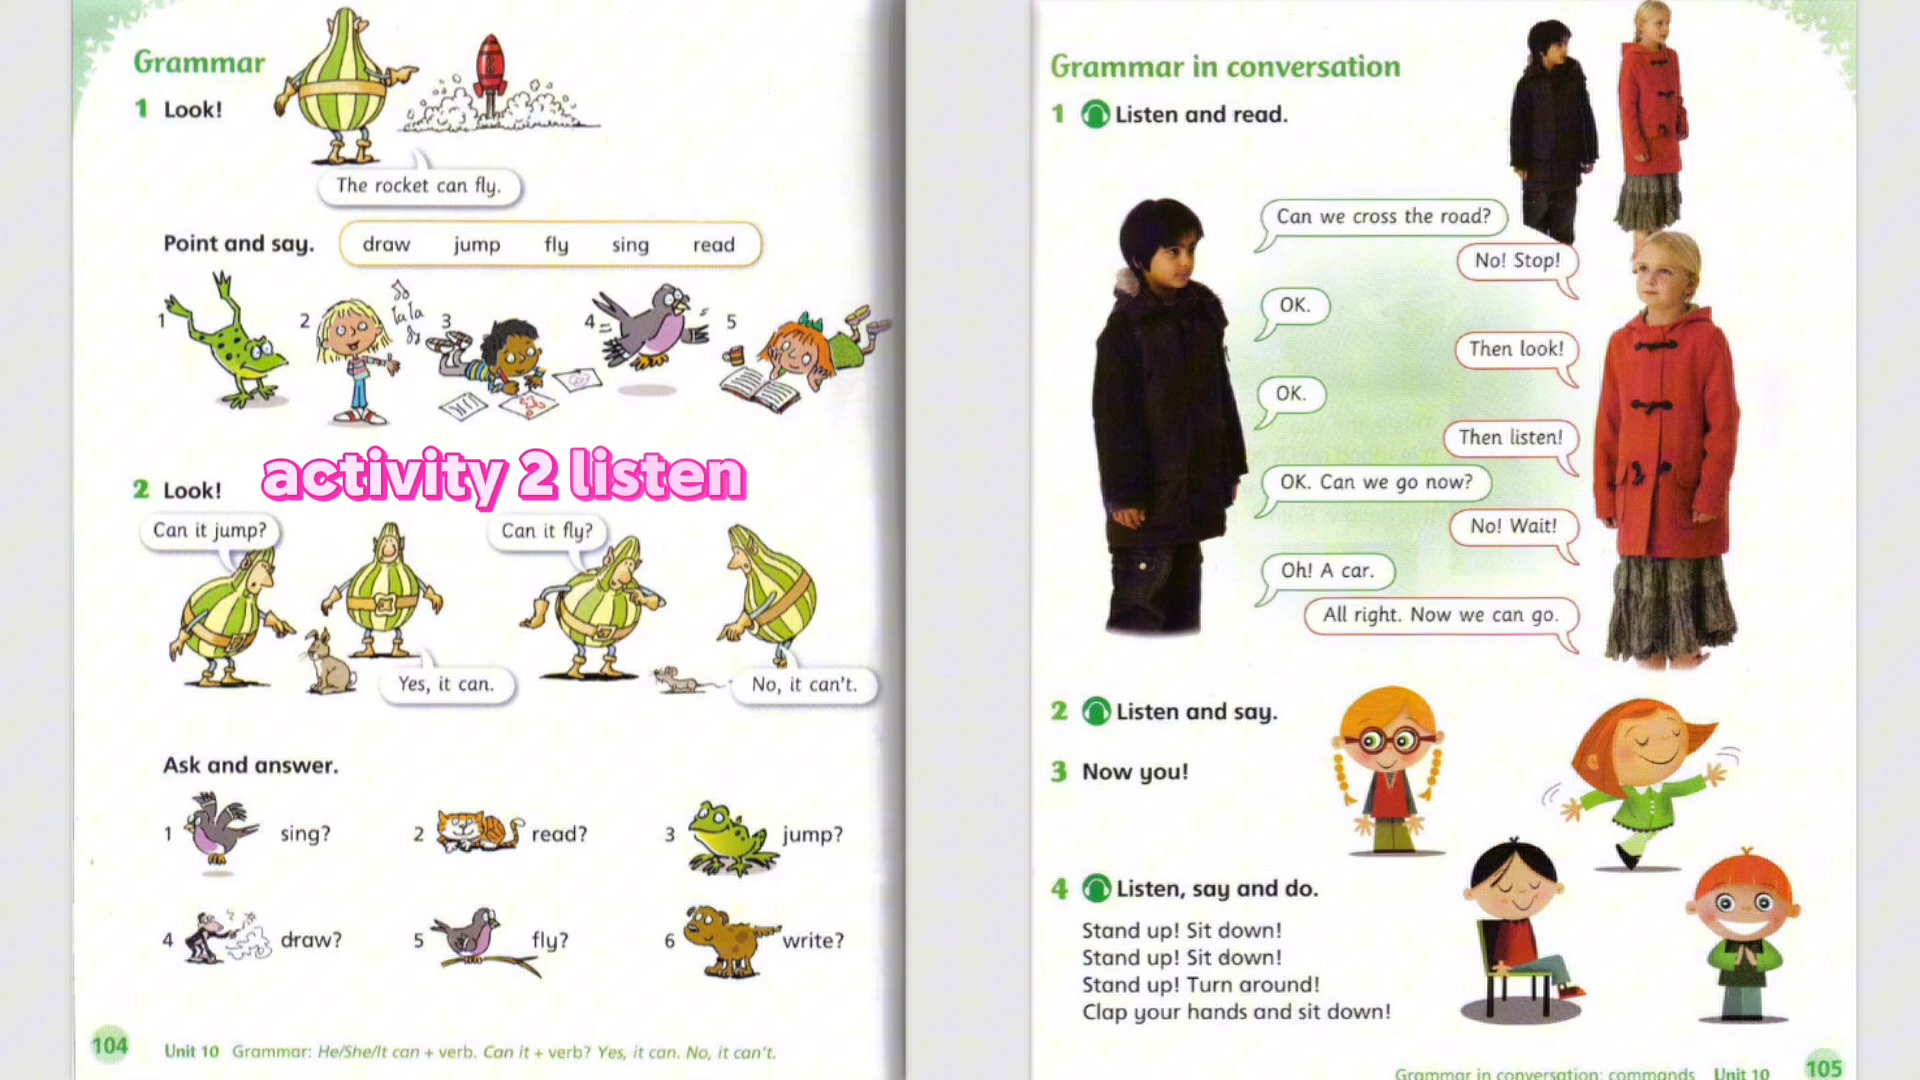 Grammar
1 Look!
The rocket can fly.
Point and say.
draw jump fly sing read
1 2 la la 3 4 5
activity 2 listen
2 Look!
Can it jump?
Can it fly?
Yes, it can.
No, it can't.
Ask and answer.
1 sing? 2 read? 3 jump?
4 draw? 5 fly? 6 write?
104 Unit 10 Grammar: He/She/It can + verb. Can it + verb? Yes, it can. No, it can't.
Grammar in conversation
1 Listen and read.
Can we cross the road?
No! Stop!
OK.
Then look!
OK.
Then listen!
OK. Can we go now?
No! Wait!
Oh! A car.
All right. Now we can go.
2 Listen and say.
3 Now you!
4 Listen, say and do.
Stand up! Sit down!
Stand up! Sit down!
Stand up! Turn around!
Clap your hands and sit down!
Grammar in conversation: commands Unit 10 105